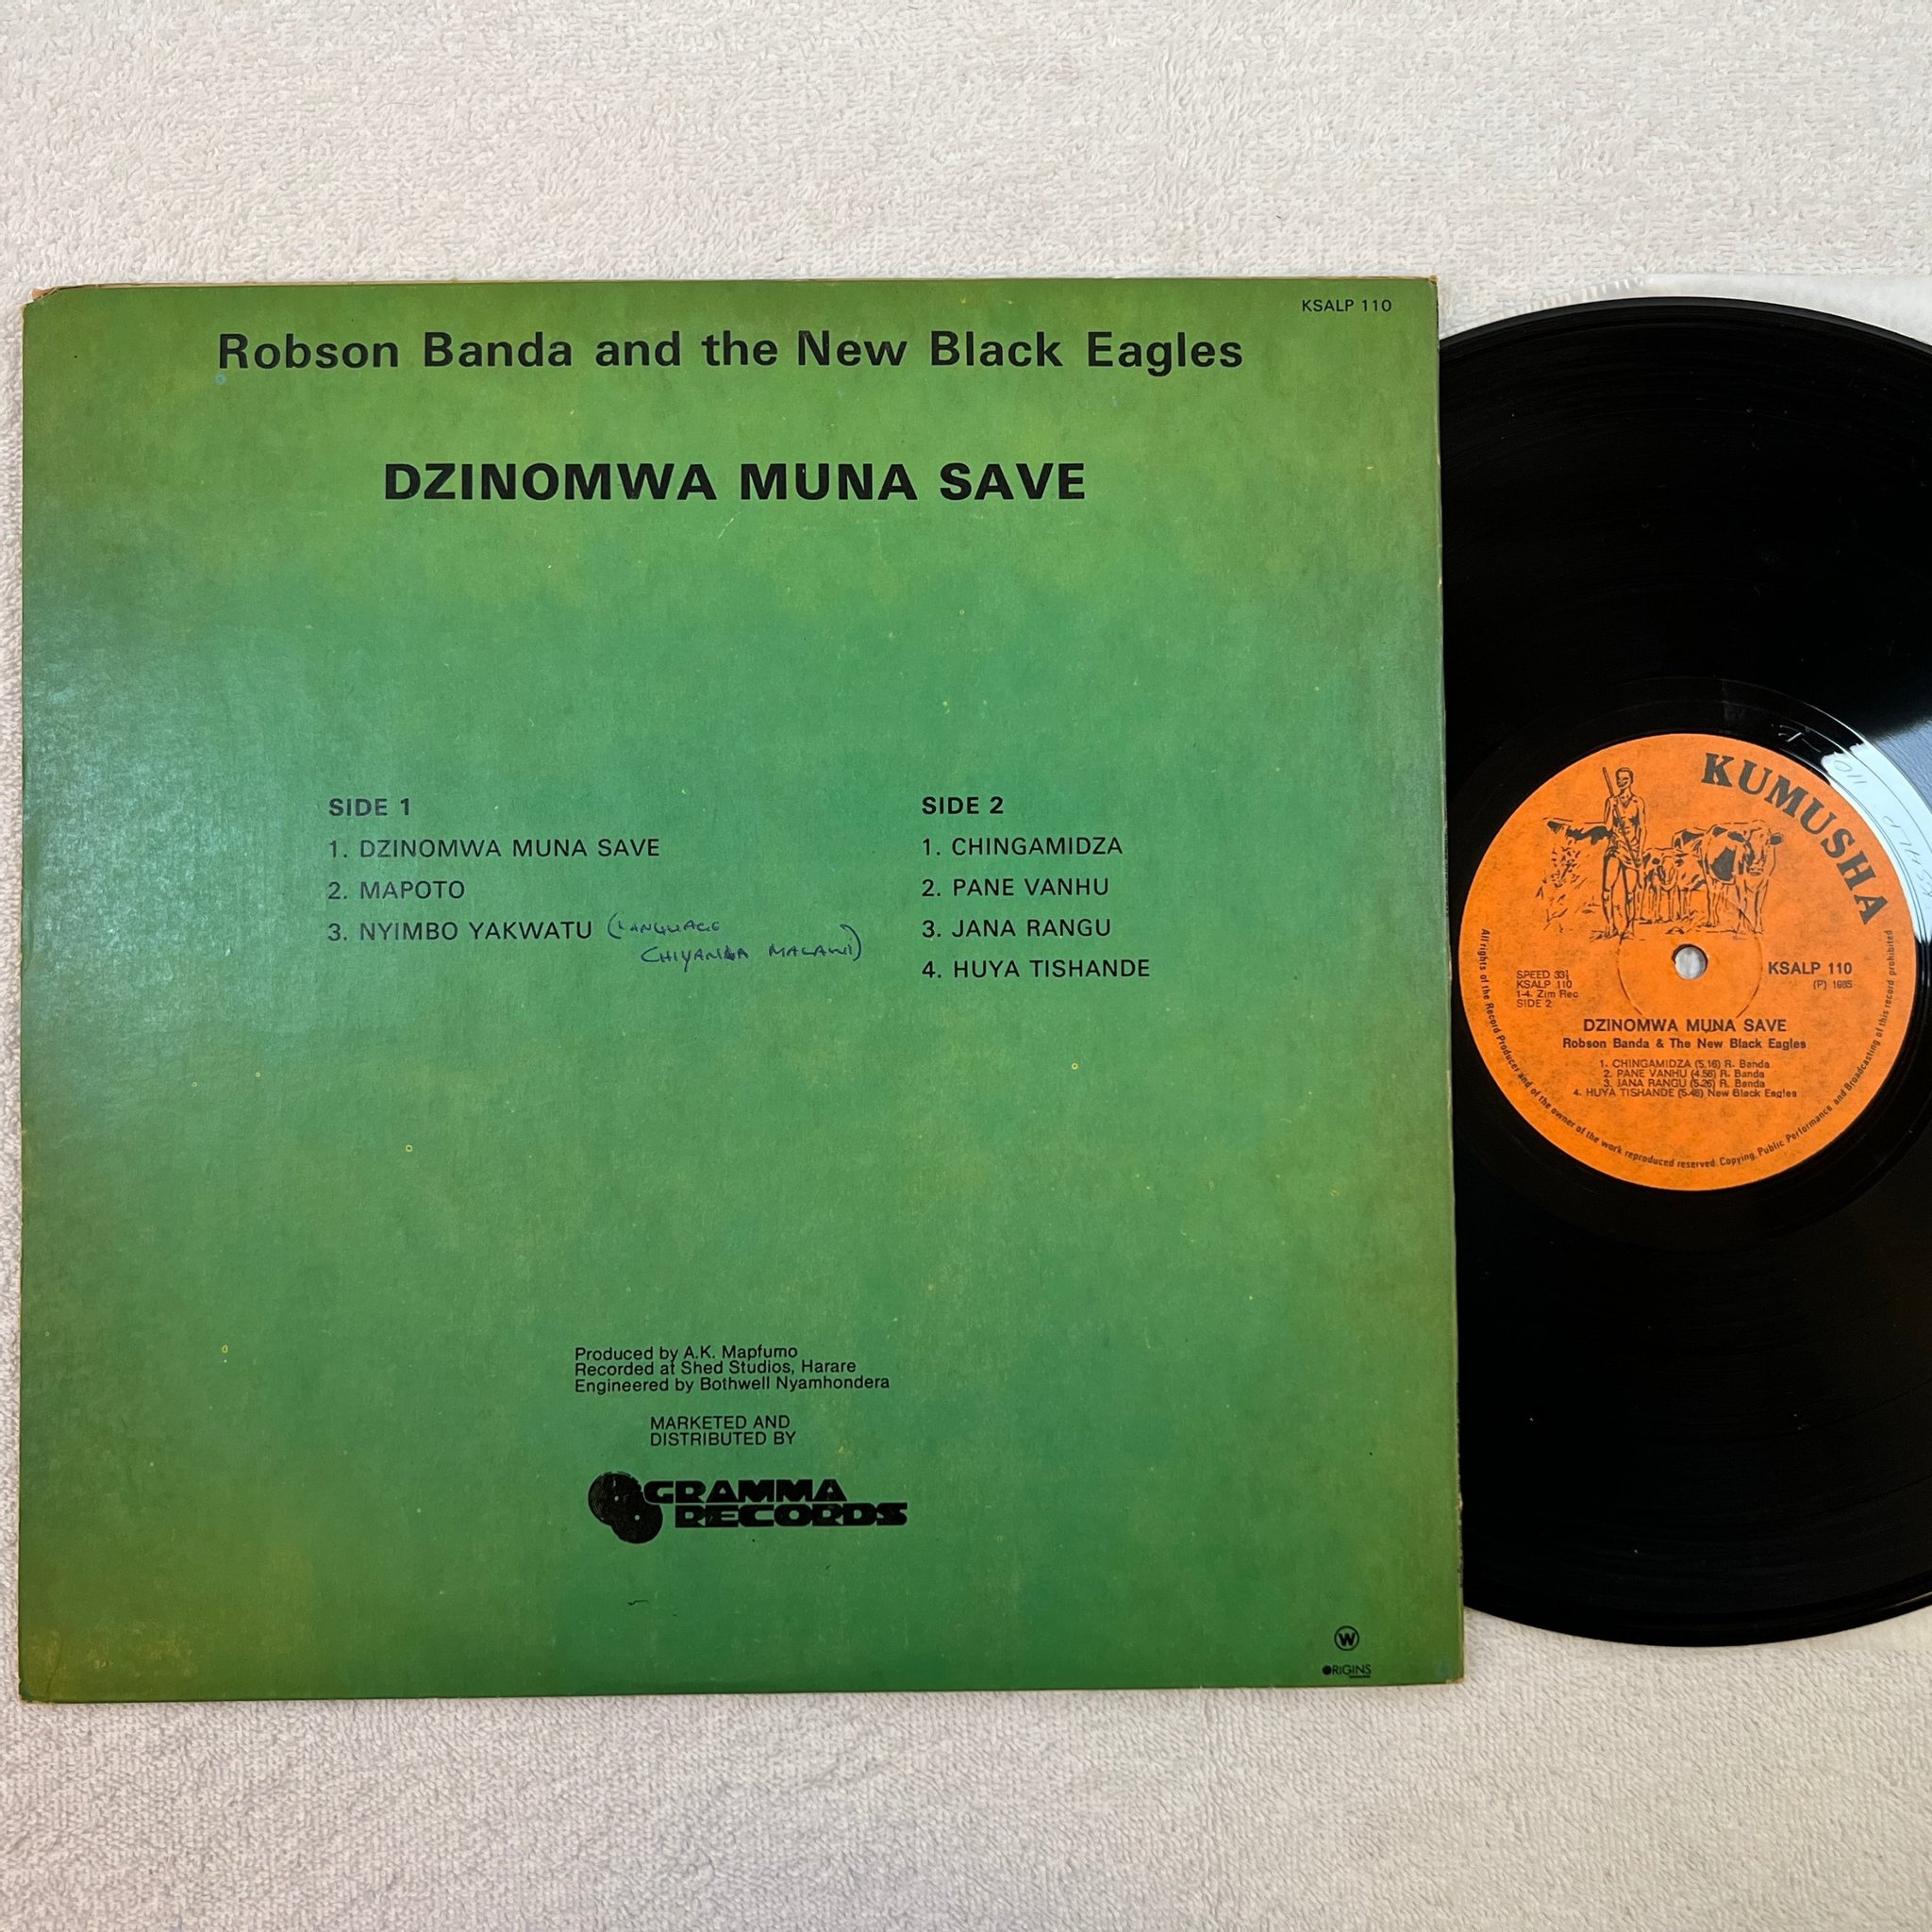 KSALP 110
Robson Banda and the New Black Eagles
DZINOMWA MUNA SAVE
SIDE 1
1. DZINOMWA MUNA SAVE
2. MAPOTO
3. NYIMBO YAKWATU (LANGUAGE
CHIYANJA MALAWI)
SIDE 2
1. CHINGAMIDZA
2. PANE VANHU
3. JANA RANGU
4. HUYA TISHANDE
Produced by A.K. Mapfumo
Recorded at Shed Studios, Harare
Engineered by Bothwell Nyamhondera
MARKETED AND
DISTRIBUTED BY
GRAMMA
RECORDS
W
ORIGINS
KUMUSHA
SPEED 33⅓
KSALP 110
1-4. Zim Rec
SIDE 2
KSALP 110
(P) 1985
DZINOMWA MUNA SAVE
Robson Banda & The New Black Eagles
1. CHINGAMIDZA (5.16) R. Banda
2. PANE VANHU (4.56) R. Banda
3. JANA RANGU (5.26) R. Banda
4. HUYA TISHANDE (5.48) New Black Eagles
All rights of the Record Producer and of the owner of the work reproduced reserved. Copying, Public Performance and Broadcasting of this record prohibited